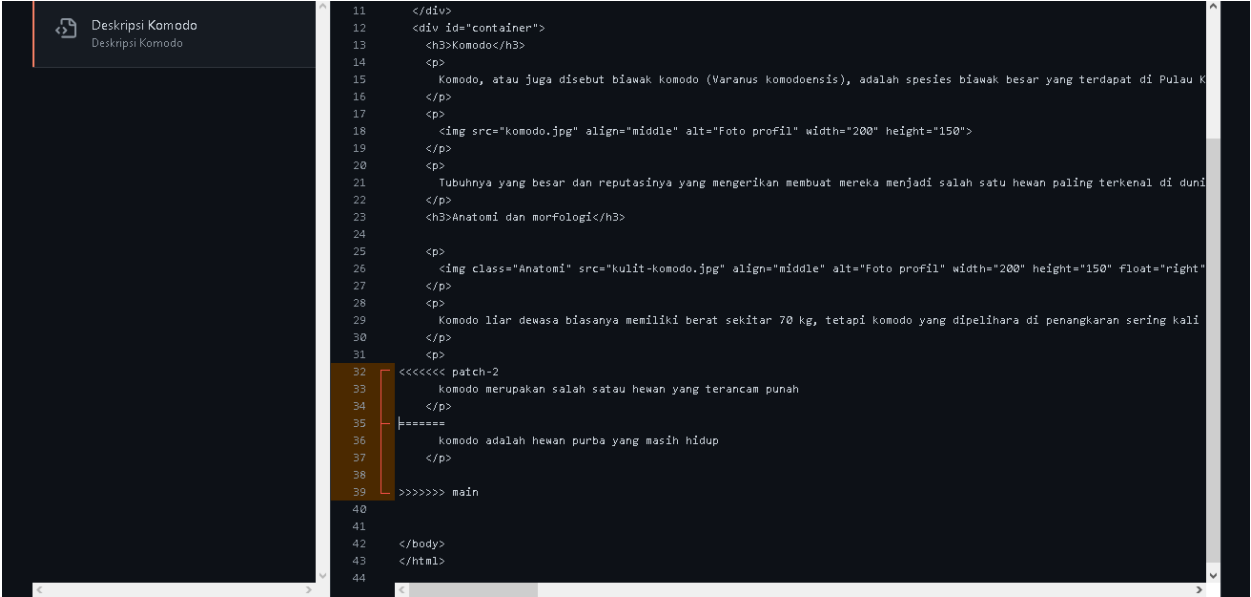 Deskripsi Komodo
Deskripsi Komodo
11 </div>
12 <div id="container">
13 <h3>Komodo</h3>
14 <p>
15 Komodo, atau juga disebut biawak komodo (Varanus komodoensis), adalah spesies biawak besar yang terdapat di Pulau K
16 </p>
17 <p>
18 <img src="komodo.jpg" align="middle" alt="Foto profil" width="200" height="150">
19 </p>
20 <p>
21 Tubuhnya yang besar dan reputasinya yang mengerikan membuat mereka menjadi salah satu hewan paling terkenal di duni
22 </p>
23 <h3>Anatomi dan morfologi</h3>
24
25 <p>
26 <img class="Anatomi" src="kulit-komodo.jpg" align="middle" alt="Foto profil" width="200" height="150" float="right"
27 </p>
28 <p>
29 Komodo liar dewasa biasanya memiliki berat sekitar 70 kg, tetapi komodo yang dipelihara di penangkaran sering kali
30 </p>
31 <p>
32 <<<<<<< patch-2
33 komodo merupakan salah satau hewan yang terancam punah
34 </p>
35 =======
36 komodo adalah hewan purba yang masih hidup
37 </p>
38
39 >>>>>>> main
40
41
42 </body>
43 </html>
44